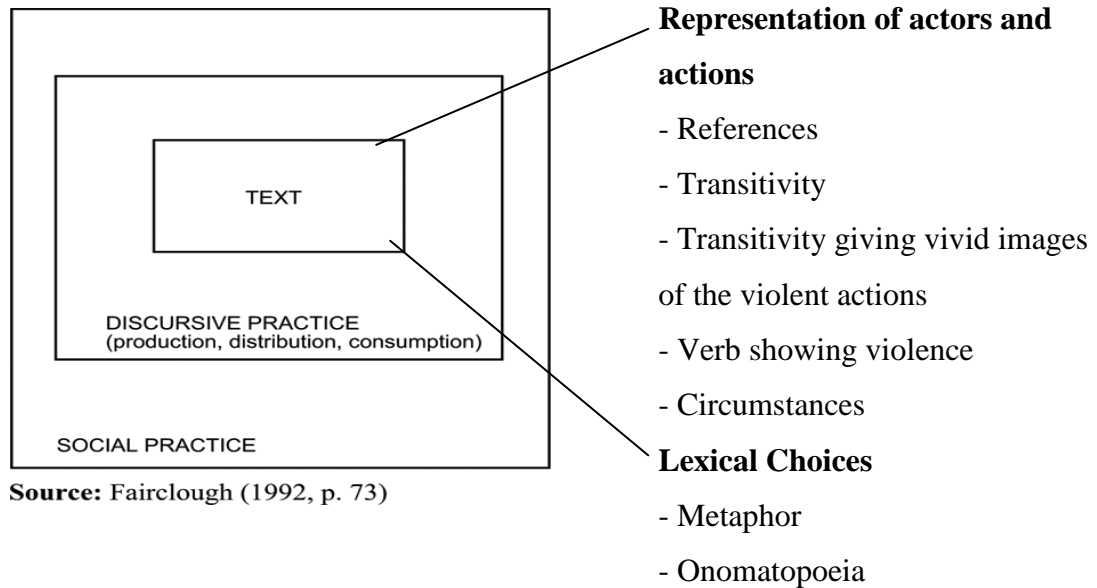 TEXT
DISCURSIVE PRACTICE
(production, distribution, consumption)
SOCIAL PRACTICE
Source: Fairclough (1992, p. 73)
Representation of actors and
actions
- References
- Transitivity
- Transitivity giving vivid images
of the violent actions
- Verb showing violence
- Circumstances
Lexical Choices
- Metaphor
- Onomatopoeia